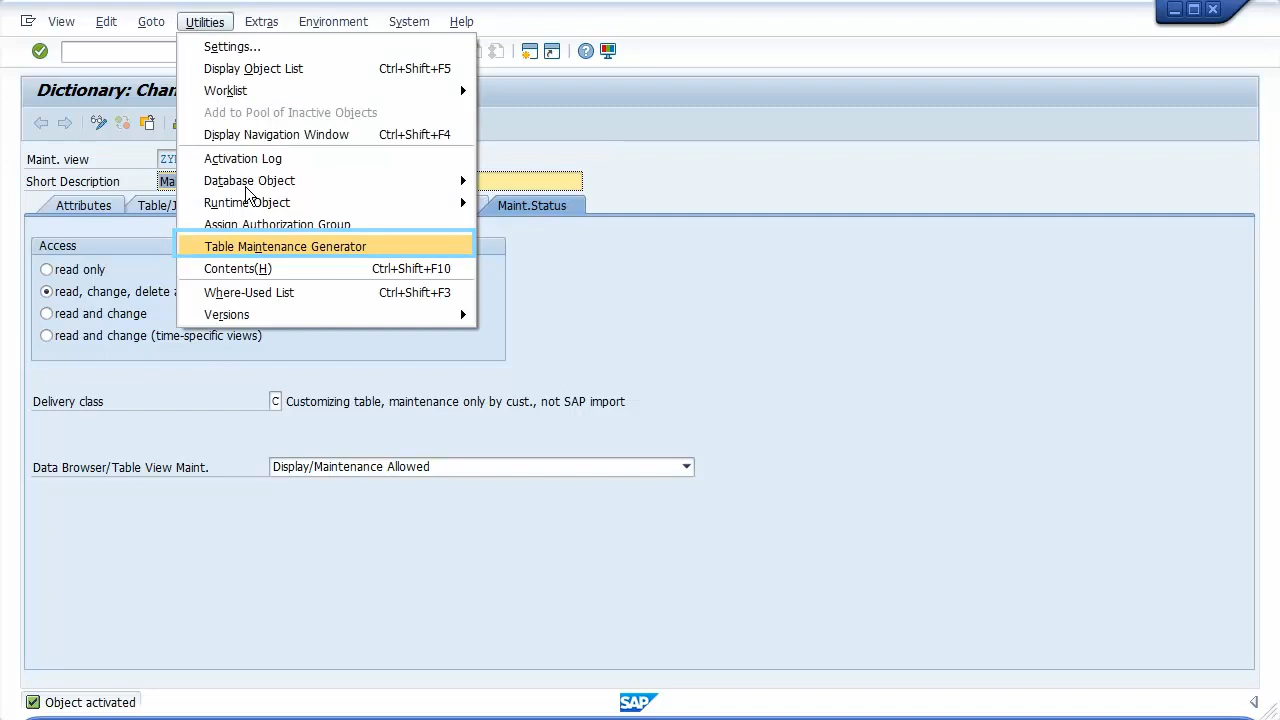 View Edit Goto Utilities Extras Environment System Help
Settings...
Display Object List Ctrl+Shift+F5
Worklist
Add to Pool of Inactive Objects
Display Navigation Window Ctrl+Shift+F4
Activation Log
Database Object
Runtime Object
Assign Authorization Group
Table Maintenance Generator
Contents(H) Ctrl+Shift+F10
Where-Used List Ctrl+Shift+F3
Versions
Dictionary: Chan
Maint. view ZY
Short Description Ma
Attributes Table/J Maint.Status
Access
read only
read, change, delete a
read and change
read and change (time-specific views)
Delivery class C Customizing table, maintenance only by cust., not SAP import
Data Browser/Table View Maint. Display/Maintenance Allowed
Object activated SAP